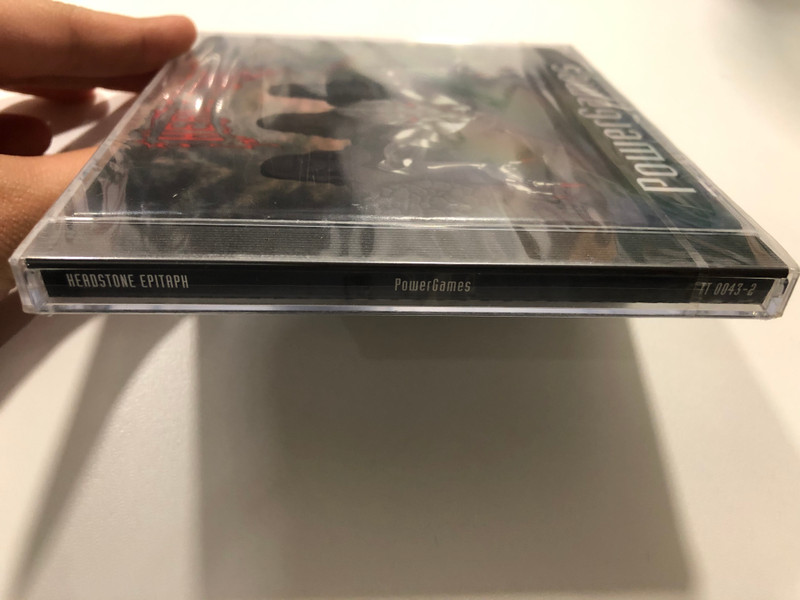 PowerGames
HEADSTONE EPITAPH
PowerGames
TT 0043-2